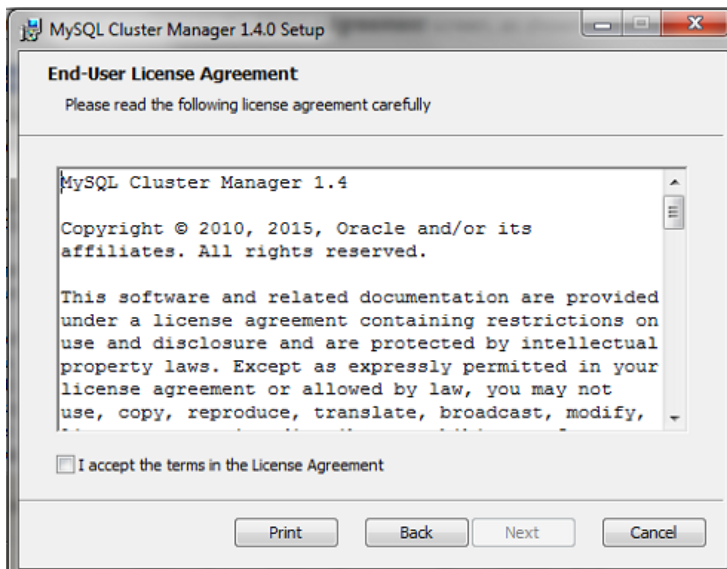 MySQL Cluster Manager 1.4.0 Setup
End-User License Agreement
Please read the following license agreement carefully
MySQL Cluster Manager 1.4
Copyright © 2010, 2015, Oracle and/or its
affiliates. All rights reserved.
This software and related documentation are provided
under a license agreement containing restrictions on
use and disclosure and are protected by intellectual
property laws. Except as expressly permitted in your
license agreement or allowed by law, you may not
use, copy, reproduce, translate, broadcast, modify,
I accept the terms in the License Agreement
Print
Back
Next
Cancel